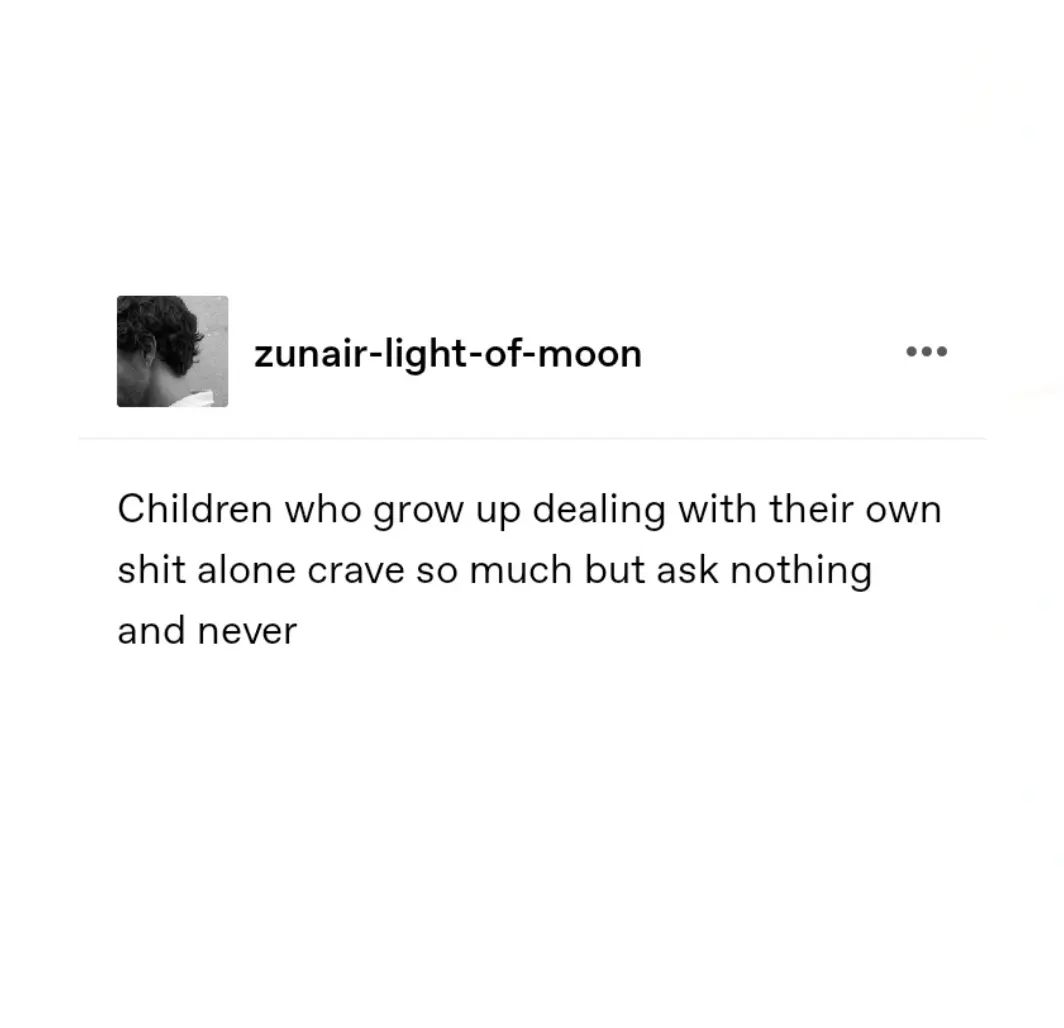 zunair-light-of-moon
Children who grow up dealing with their own
shit alone crave so much but ask nothing
and never